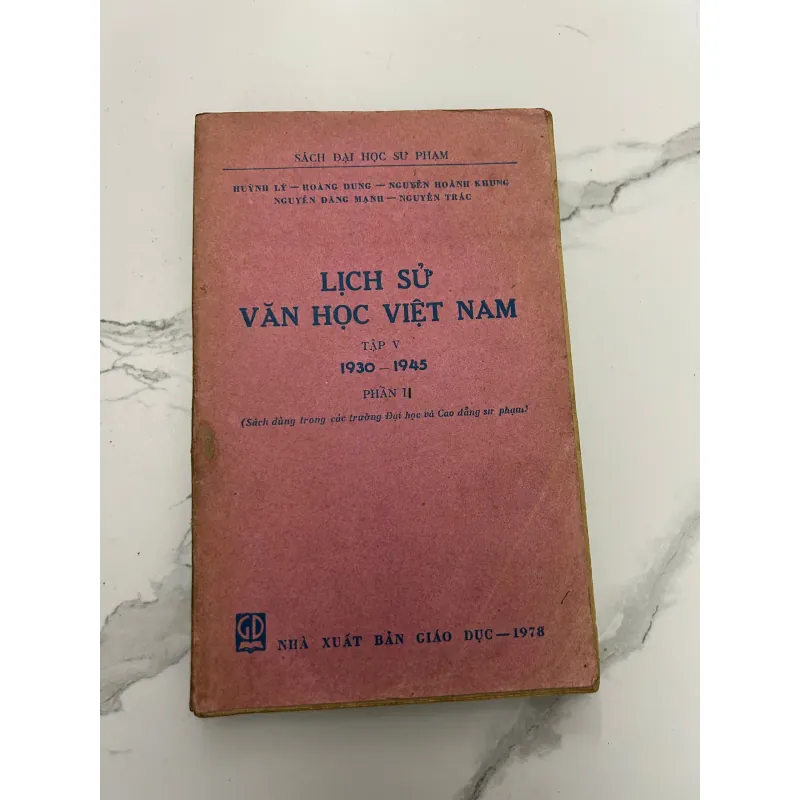 SÁCH ĐẠI HỌC SƯ PHẠM
HUỲNH LÝ — HOÀNG DUNG — NGUYỄN HOÀNH KHUNG
NGUYỄN ĐĂNG MẠNH — NGUYỄN TRÁC
LỊCH SỬ
VĂN HỌC VIỆT NAM
TẬP V
1930 — 1945
PHẦN II
(Sách dùng trong các trường Đại học và Cao đẳng sư phạm)
GD
NHÀ XUẤT BẢN GIÁO DỤC — 1978